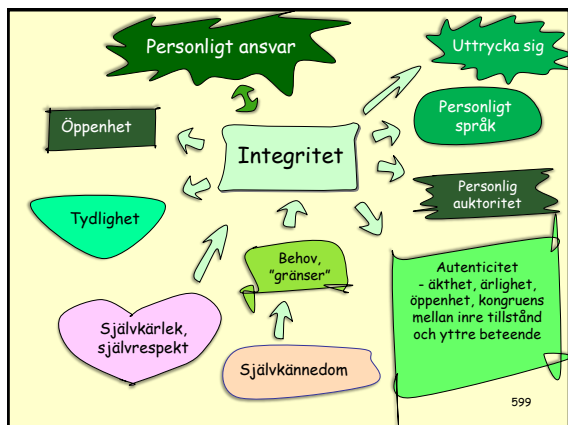 Personligt ansvar
Uttrycka sig
Öppenhet
Personligt
språk
Integritet
Personlig
auktoritet
Tydlighet
Behov,
"gränser"
Autenticitet
- äkthet, ärlighet,
öppenhet, kongruens
mellan inre tillstånd
och yttre beteende
Självkärlek,
självrespekt
Självkännedom
599